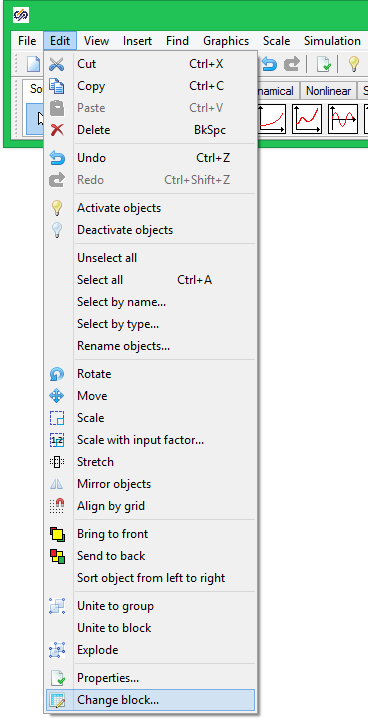 File Edit View Insert Find Graphics Scale Simulation
namical Nonlinear
Cut Ctrl+X
Copy Ctrl+C
Paste Ctrl+V
Delete BkSpc
Undo Ctrl+Z
Redo Ctrl+Shift+Z
Activate objects
Deactivate objects
Unselect all
Select all Ctrl+A
Select by name...
Select by type...
Rename objects...
Rotate
Move
Scale
Scale with input factor...
Stretch
Mirror objects
Align by grid
Bring to front
Send to back
Sort object from left to right
Unite to group
Unite to block
Explode
Properties...
Change block...